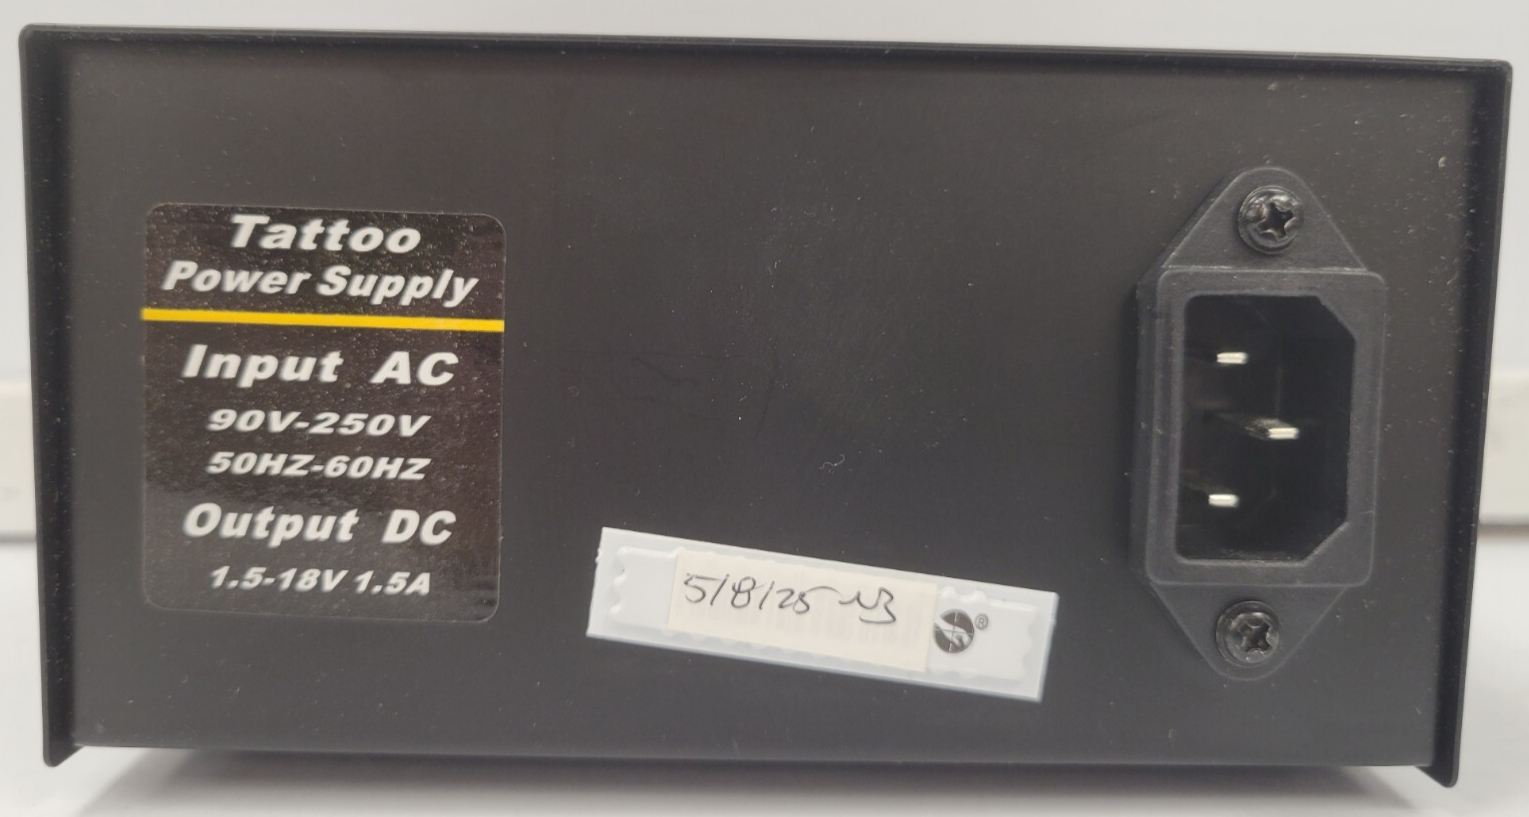 Tattoo
Power Supply
Input AC
90V-250V
50HZ-60HZ
Output DC
1.5-18V 1.5A
5/8/25
®